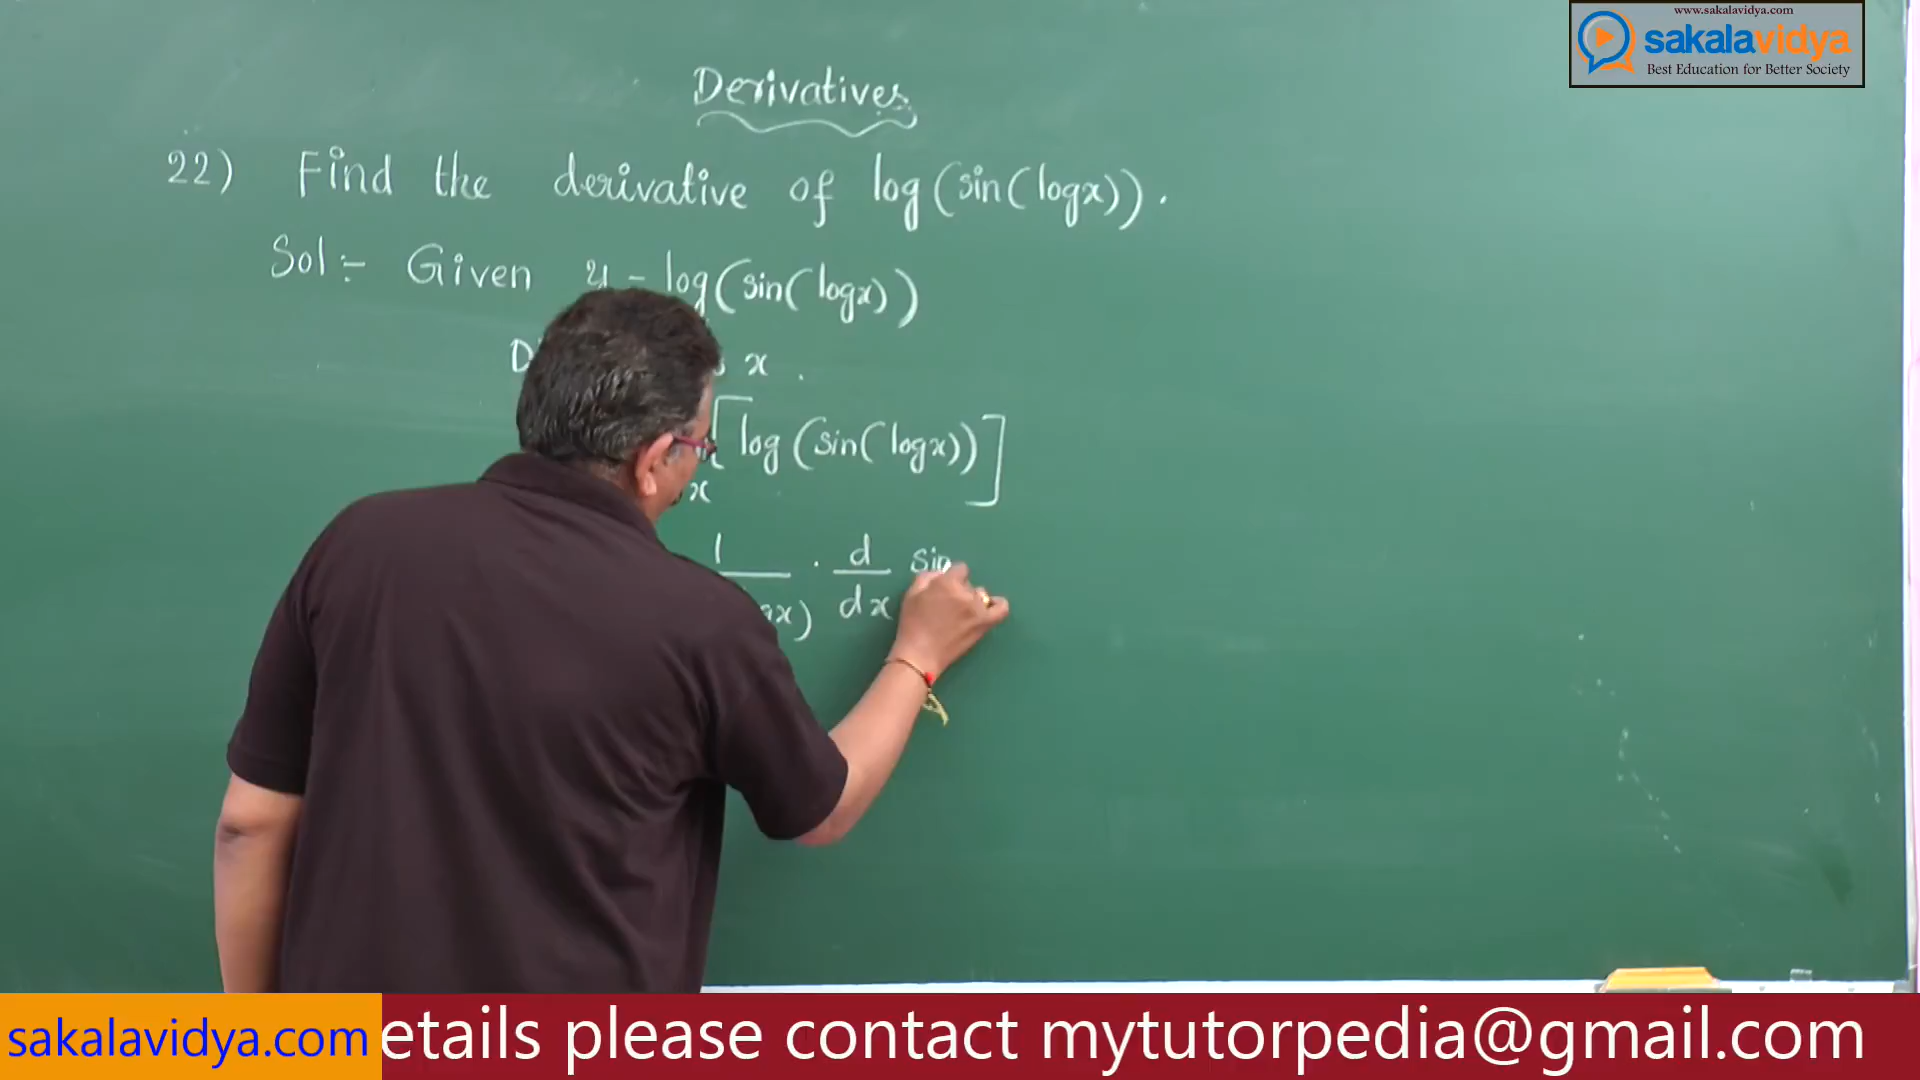 www.sakalavidya.com
sakalavidya
Best Education for Better Society
Derivatives
22) Find the derivative of log(sin(logx)).
Sol:- Given y = log(sin(logx))
x .
x [log(sin(logx))]
1 . d sin
x) dx
sakalavidya.com
etails please contact mytutorpedia@gmail.com